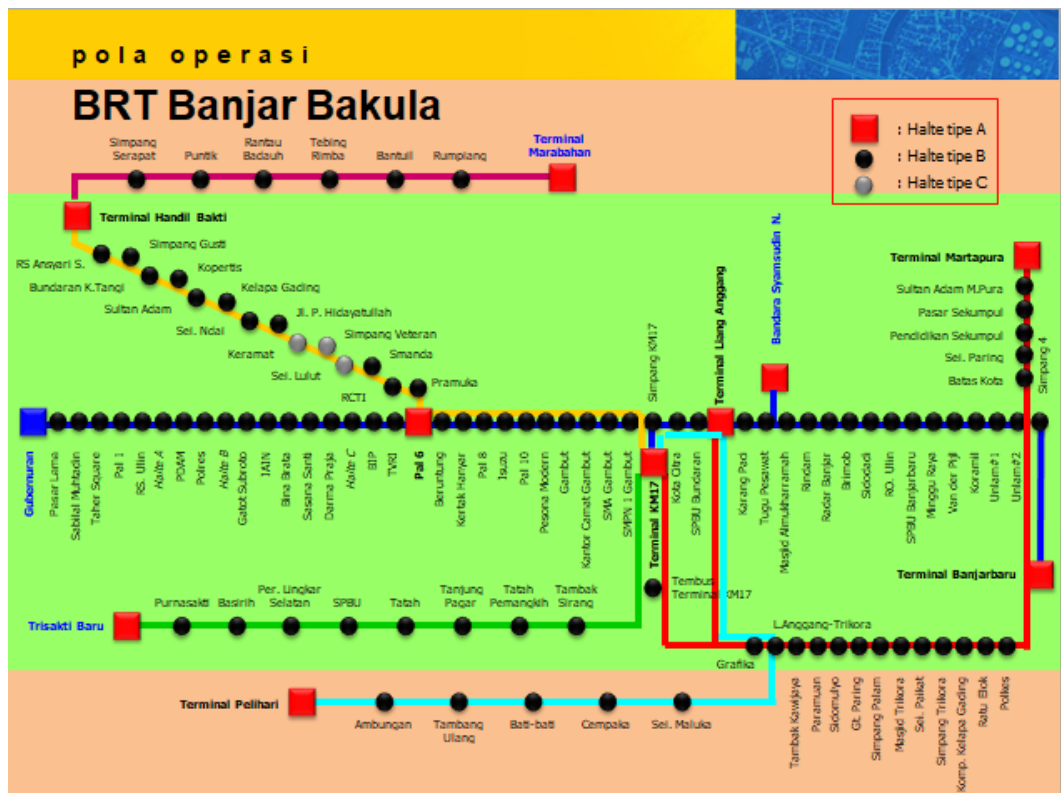 pola operasi
BRT Banjar Bakula
: Halte tipe A
: Halte tipe B
: Halte tipe C
Simpang
Serapat
Puntik
Rantau
Badauh
Tebing
Rimba
Bantuil
Rumpiang
Terminal
Marabahan
Terminal Handil Bakti
RS Ansyari S.
Simpang Gusti
Bundaran K.Tangi
Kopertis
Sultan Adam
Kelapa Gading
Sei. Ndai
Jl. P. Hidayatullah
Keramat
Simpang Veteran
Sei. Lulut
Smanda
RCTI
Pramuka
Simpang KM17
Terminal Liang Anggang
Bandara Syamsudin N.
Terminal Martapura
Sultan Adam M.Pura
Pasar Sekumpul
Pendidikan Sekumpul
Sei. Paring
Batas Kota
Simpang 4
Gubernuran
Pasar Lama
Sabilal Muhtadin
Taher Square
Pal 1
RS. Ulin
Halte A
PDAM
Polres
Halte B
Gatot Subroto
IAIN
Bina Brata
Sasana Santi
Darma Praja
Halte C
BIP
TVRI
Pal 6
Beruntung
Kertak Hanyar
Pal 8
Isuzu
Pal 10
Pesona Modern
Gambut
Kantor Camat Gambut
SMA Gambut
SMPN 1 Gambut
Terminal KM17
Kota Citra
SPBU Bundaran
Karang Paci
Tugu Pesawat
Masjid Almukharramah
Rindam
Radar Banjar
Brimob
Sidodadi
RO. Ulin
SPBU Banjarbaru
Minggu Raya
Van der Pijl
Koramil
Unlam#1
Unlam#2
Terminal Banjarbaru
Tembus
Terminal KM17
Trisakti Baru
Purnasakti
Basirih
Per. Lingkar
Selatan
SPBU
Tatah
Tanjung
Pagar
Tatah
Pemangkih
Tambak
Sirang
L.Anggang-Trikora
Grafika
Tambak Kawijaya
Paramuan
Sidomulyo
Gt. Paring
Simpang Palam
Masjid Trikora
Sei. Paikat
Simpang Trikora
Komp. Kelapa Gading
Ratu Elok
Polkes
Terminal Pelihari
Ambungan
Tambang
Ulang
Bati-bati
Cempaka
Sei. Maluka